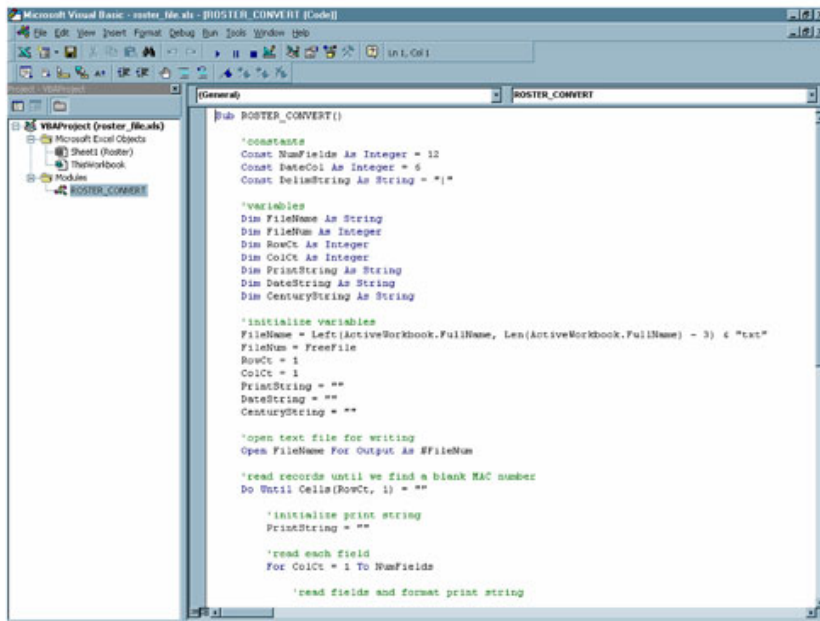 Microsoft Visual Basic - roster_file.xls - [ROSTER_CONVERT (Code)]
File Edit View Insert Format Debug Run Tools Window Help
Ln 1, Col 1
Project - VBAProject
(General)
ROSTER_CONVERT
VBAProject (roster_file.xls)
Microsoft Excel Objects
Sheet1 (Roster)
ThisWorkbook
Modules
ROSTER_CONVERT
Sub ROSTER_CONVERT()
'constants
Const NumFields As Integer = 12
Const DateCol As Integer = 6
Const DelimString As String = "|"
'variables
Dim FileName As String
Dim FileNum As Integer
Dim RowCt As Integer
Dim ColCt As Integer
Dim PrintString As String
Dim DateString As String
Dim CenturyString As String
'initialize variables
FileName = Left(ActiveWorkbook.FullName, Len(ActiveWorkbook.FullName) - 3) & "txt"
FileNum = FreeFile
RowCt = 1
ColCt = 1
PrintString = ""
DateString = ""
CenturyString = ""
'open text file for writing
Open FileName For Output As #FileNum
'read records until we find a blank MAC number
Do Until Cells(RowCt, 1) = ""
'initialize print string
PrintString = ""
'read each field
For ColCt = 1 To NumFields
'read fields and format print string